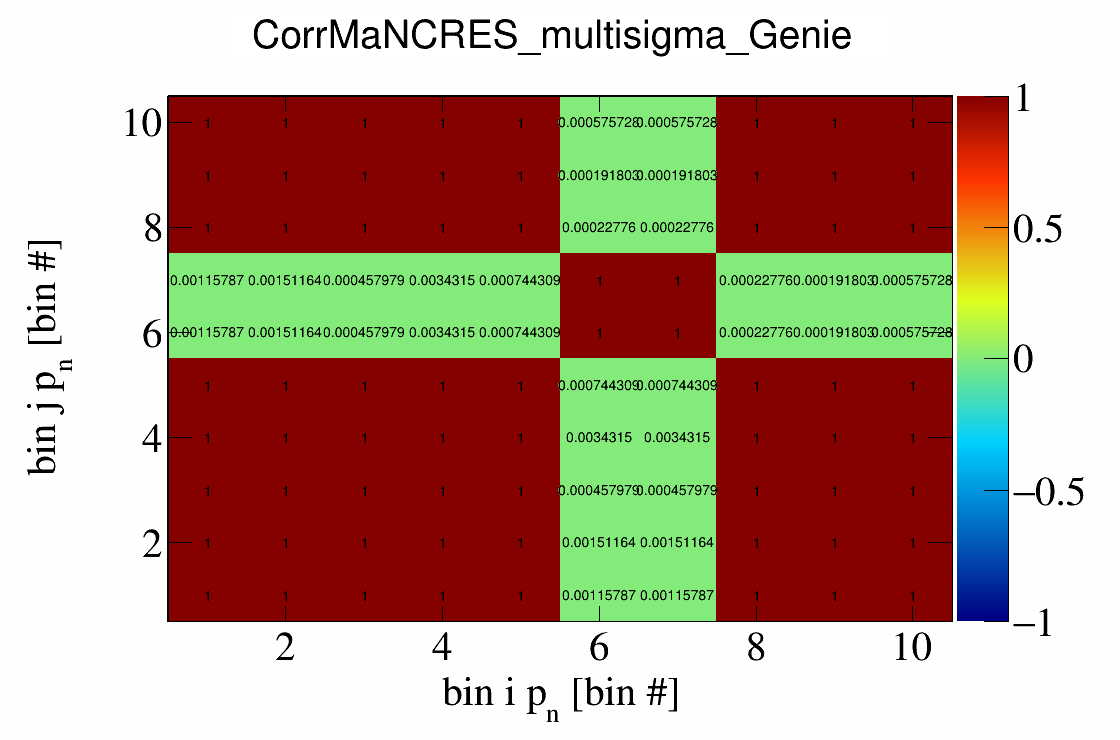 CorrMaNCRES_multisigma_Genie
10 1 1 1 1 1 0.000575728 0.000575728 1 1 1 1
1 1 1 1 1 0.000191803 0.000191803 1 1 1
8 1 1 1 1 1 0.00022776 0.00022776 1 1 1 0.5
0.00115787 0.00151164 0.000457979 0.0034315 0.000744309 1 1 0.00022776 0.000191803 0.000575728
6 0.00115787 0.00151164 0.000457979 0.0034315 0.000744309 1 1 0.00022776 0.000191803 0.000575728 0
1 1 1 1 1 0.000744309 0.000744309 1 1 1
4 1 1 1 1 1 0.0034315 0.0034315 1 1 1
1 1 1 1 1 0.000457979 0.000457979 1 1 1 −0.5
2 1 1 1 1 1 0.00151164 0.00151164 1 1 1
1 1 1 1 1 0.00115787 0.00115787 1 1 1 −1
2 4 6 8 10
bin i pn [bin #]
bin j pn [bin #]